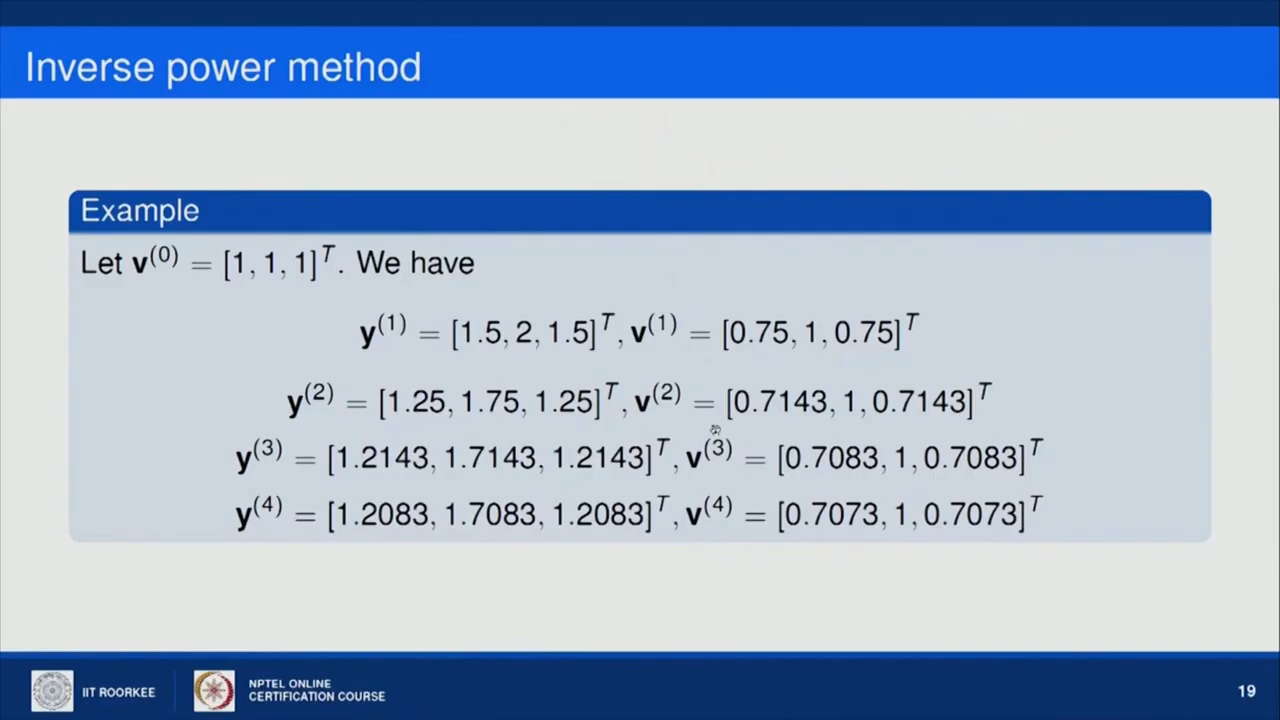 Inverse power method
Example
Let v^(0) = [1, 1, 1]^T. We have
y^(1) = [1.5, 2, 1.5]^T, v^(1) = [0.75, 1, 0.75]^T
y^(2) = [1.25, 1.75, 1.25]^T, v^(2) = [0.7143, 1, 0.7143]^T
y^(3) = [1.2143, 1.7143, 1.2143]^T, v^(3) = [0.7083, 1, 0.7083]^T
y^(4) = [1.2083, 1.7083, 1.2083]^T, v^(4) = [0.7073, 1, 0.7073]^T
IIT ROORKEE
NPTEL ONLINE
CERTIFICATION COURSE
19